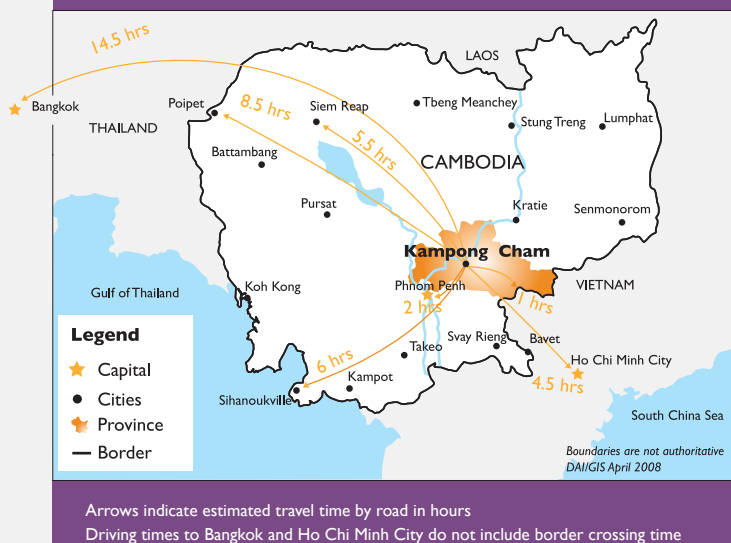 14.5 hrs
LAOS
Bangkok
Poipet
8.5 hrs
Siem Reap
Tbeng Meanchey
THAILAND
5.5 hrs
Stung Treng
Lumphat
Battambang
CAMBODIA
Pursat
Kratie
Senmonorom
Kampong Cham
Gulf of Thailand
Koh Kong
Phnom Penh
VIETNAM
2 hrs
1 hrs
Legend
Capital
Cities
Province
Border
6 hrs
Takeo
Svay Rieng
Bavet
Ho Chi Minh City
4.5 hrs
Sihanoukville
Kampot
South China Sea
Boundaries are not authoritative
DAI/GIS April 2008
Arrows indicate estimated travel time by road in hours
Driving times to Bangkok and Ho Chi Minh City do not include border crossing time